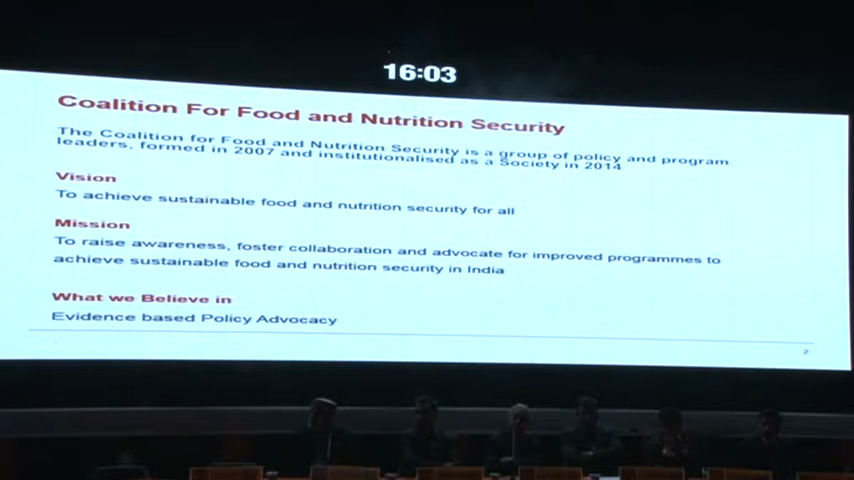 16:03
Coalition For Food and Nutrition Security
The Coalition for Food and Nutrition Security is a group of policy and program
leaders, formed in 2007 and institutionalised as a Society in 2014
Vision
To achieve sustainable food and nutrition security for all
Mission
To raise awareness, foster collaboration and advocate for improved programmes to
achieve sustainable food and nutrition security in India
What we Believe in
Evidence based Policy Advocacy
2